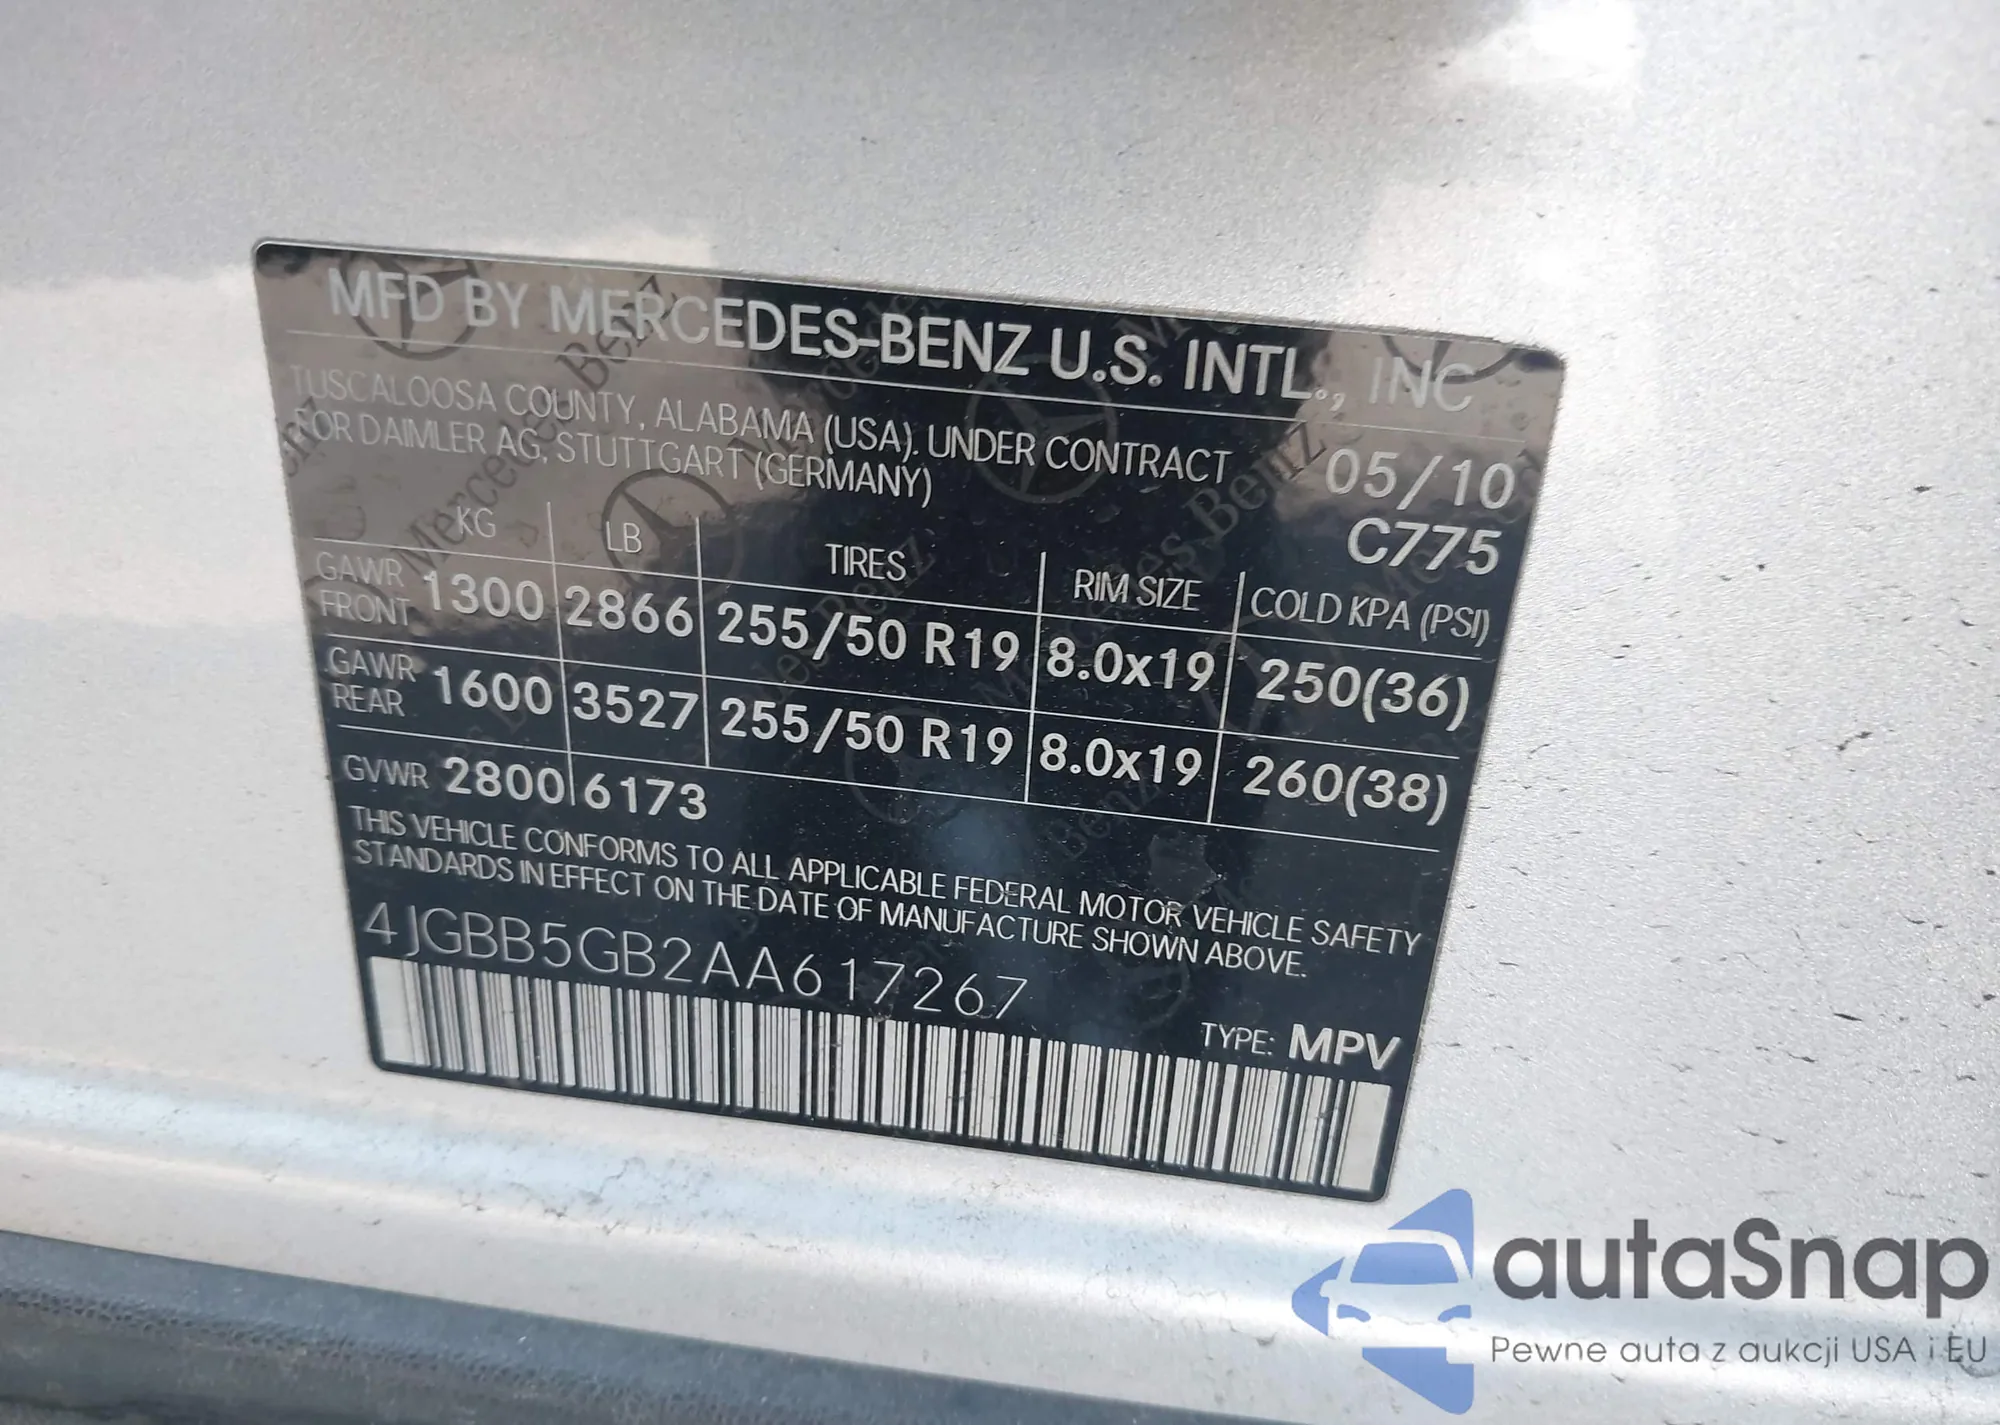 MFD BY MERCEDES-BENZ U.S. INTL., INC
TUSCALOOSA COUNTY, ALABAMA (USA). UNDER CONTRACT
FOR DAIMLER AG, STUTTGART (GERMANY)
05/10
C775
KG LB TIRES RIM SIZE COLD KPA (PSI)
GAWR FRONT 1300 2866 255/50 R19 8.0x19 250(36)
GAWR REAR 1600 3527 255/50 R19 8.0x19 260(38)
GVWR 2800 6173
THIS VEHICLE CONFORMS TO ALL APPLICABLE FEDERAL MOTOR VEHICLE SAFETY
STANDARDS IN EFFECT ON THE DATE OF MANUFACTURE SHOWN ABOVE.
4JGBB5GB2AA617267
TYPE: MPV
autaSnap
Pewne auta z aukcji USA i EU